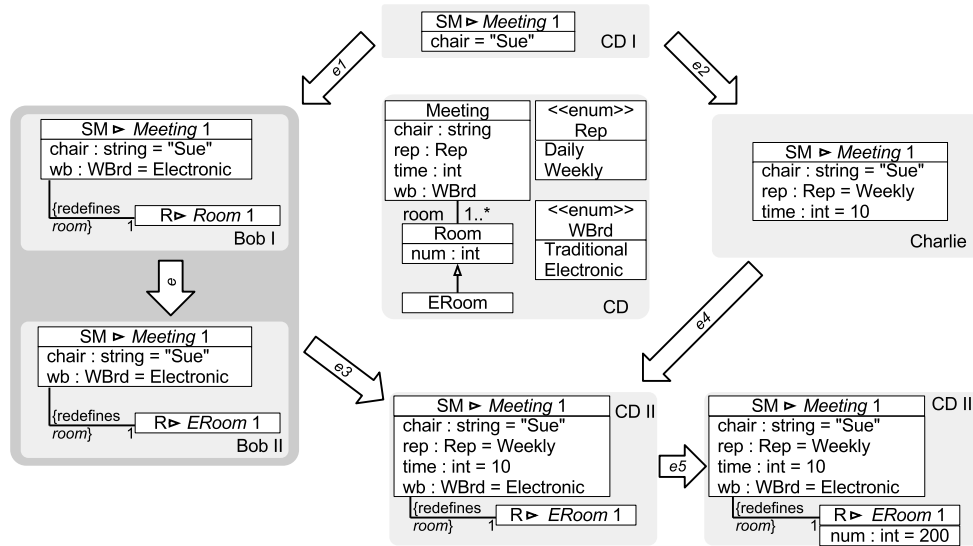 SM ▻ Meeting 1
chair = "Sue"
CD I
e1
e2
SM ▻ Meeting 1
chair : string = "Sue"
wb : WBrd = Electronic
{redefines
room}
1
R▻ Room 1
Bob I
e
SM ▻ Meeting 1
chair : string = "Sue"
wb : WBrd = Electronic
{redefines
room}
1
R▻ ERoom 1
Bob II
Meeting
chair : string
rep : Rep
time : int
wb : WBrd
room
1..*
Room
num : int
ERoom
<<enum>>
Rep
Daily
Weekly
<<enum>>
WBrd
Traditional
Electronic
CD
SM ▻ Meeting 1
chair : string = "Sue"
rep : Rep = Weekly
time : int = 10
Charlie
e3
e4
SM ▻ Meeting 1
CD II
chair : string = "Sue"
rep : Rep = Weekly
time : int = 10
wb : WBrd = Electronic
{redefines
room}
1
R ▻ ERoom 1
e5
SM ▻ Meeting 1
CD II
chair : string = "Sue"
rep : Rep = Weekly
time : int = 10
wb : WBrd = Electronic
{redefines
room}
1
R ▻ ERoom 1
num : int = 200